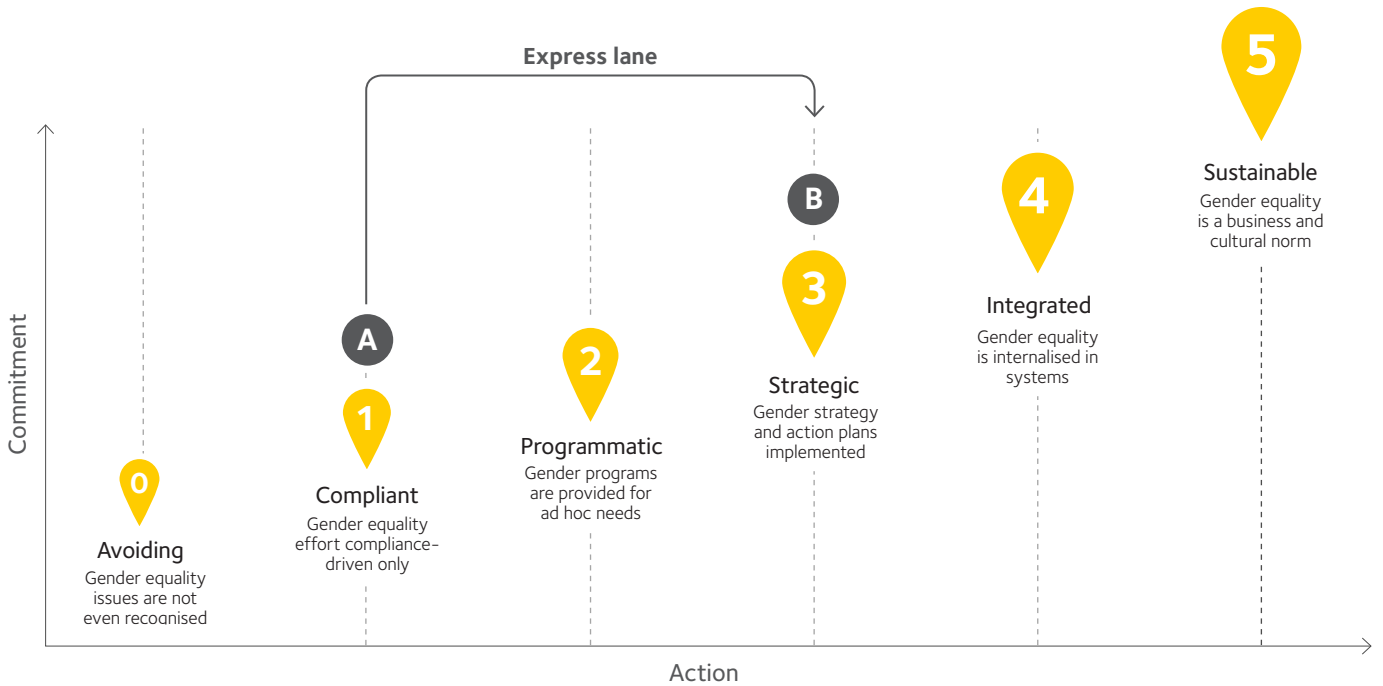 Express lane
Commitment
0
Avoiding
Gender equality
issues are not
even recognised
A
1
Compliant
Gender equality
effort compliance-
driven only
2
Programmatic
Gender programs
are provided for
ad hoc needs
B
3
Strategic
Gender strategy
and action plans
implemented
4
Integrated
Gender equality
is internalised in
systems
5
Sustainable
Gender equality
is a business and
cultural norm
Action